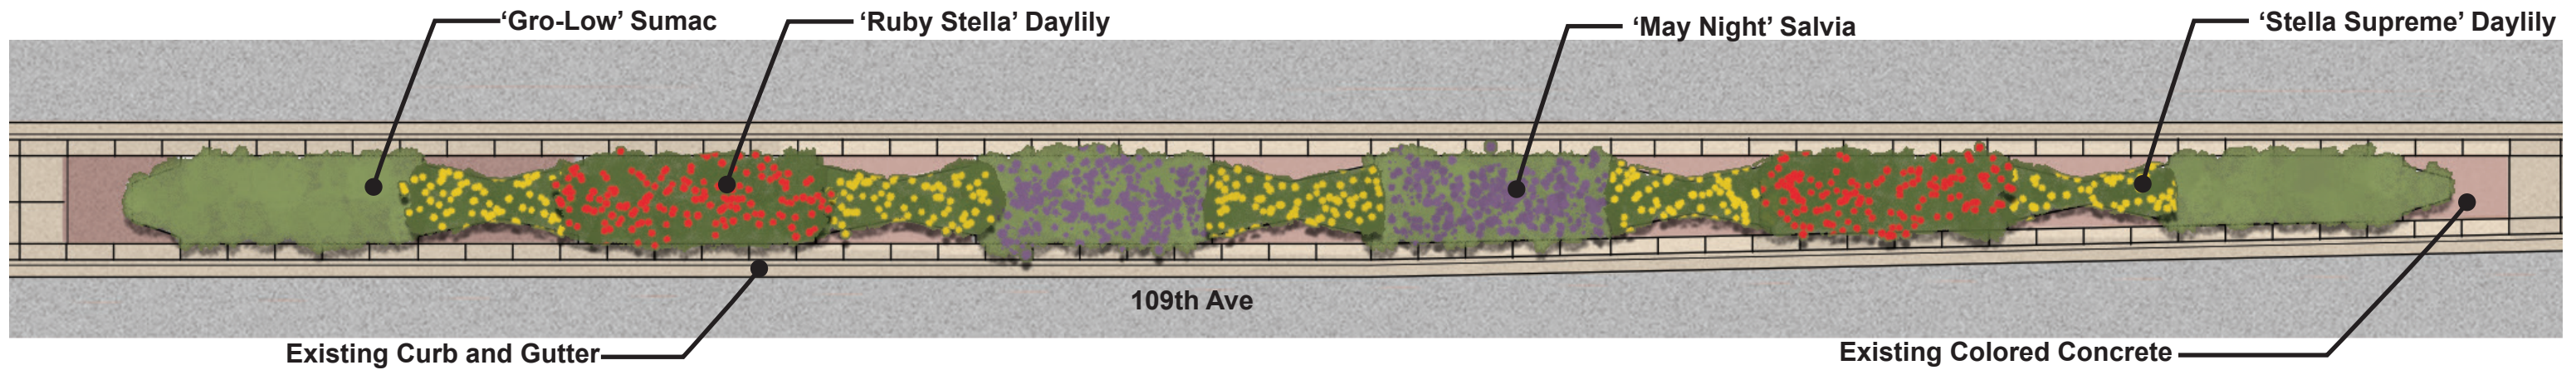 ‘Gro-Low’ Sumac
‘Ruby Stella’ Daylily
‘May Night’ Salvia
‘Stella Supreme’ Daylily
109th Ave
Existing Curb and Gutter
Existing Colored Concrete